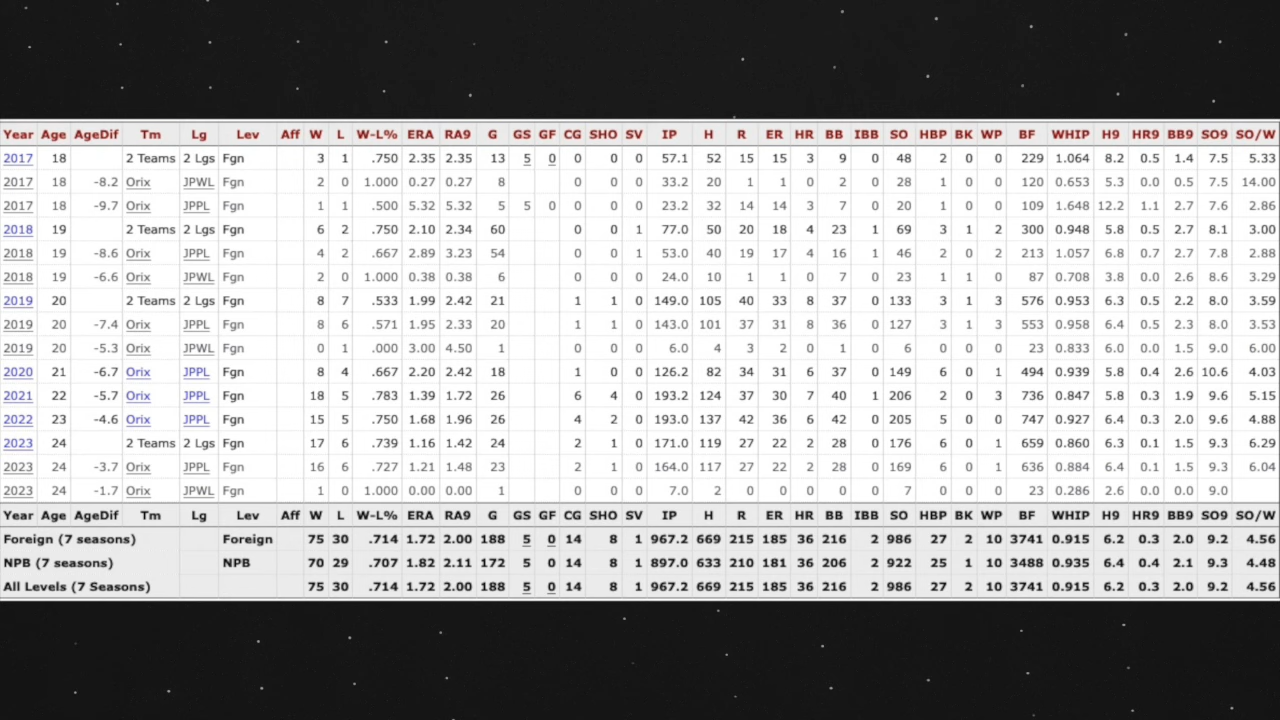 Year Age AgeDif Tm Lg Lev Aff W L W-L% ERA RA9 G GS GF CG SHO SV IP H R ER HR BB IBB SO HBP BK WP BF WHIP H9 HR9 BB9 SO9 SO/W
2017 18 2 Teams 2 Lgs Fgn 3 1 .750 2.35 2.35 13 5 0 0 0 0 57.1 52 15 15 3 9 0 48 2 0 0 229 1.064 8.2 0.5 1.4 7.5 5.33
2017 18 -8.2 Orix JPWL Fgn 2 0 1.000 0.27 0.27 8 0 0 0 33.2 20 1 1 0 2 0 28 1 0 0 120 0.653 5.3 0.0 0.5 7.5 14.00
2017 18 -9.7 Orix JPPL Fgn 1 1 .500 5.32 5.32 5 5 0 0 0 0 23.2 32 14 14 3 7 0 20 1 0 0 109 1.648 12.2 1.1 2.7 7.6 2.86
2018 19 2 Teams 2 Lgs Fgn 6 2 .750 2.10 2.34 60 0 0 1 77.0 50 20 18 4 23 1 69 3 1 2 300 0.948 5.8 0.5 2.7 8.1 3.00
2018 19 -8.6 Orix JPPL Fgn 4 2 .667 2.89 3.23 54 0 0 1 53.0 40 19 17 4 16 1 46 2 0 2 213 1.057 6.8 0.7 2.7 7.8 2.88
2018 19 -6.6 Orix JPWL Fgn 2 0 1.000 0.38 0.38 6 0 0 0 24.0 10 1 1 0 7 0 23 1 1 0 87 0.708 3.8 0.0 2.6 8.6 3.29
2019 20 2 Teams 2 Lgs Fgn 8 7 .533 1.99 2.42 21 1 1 0 149.0 105 40 33 8 37 0 133 3 1 3 576 0.953 6.3 0.5 2.2 8.0 3.59
2019 20 -7.4 Orix JPPL Fgn 8 6 .571 1.95 2.33 20 1 1 0 143.0 101 37 31 8 36 0 127 3 1 3 553 0.958 6.4 0.5 2.3 8.0 3.53
2019 20 -5.3 Orix JPWL Fgn 0 1 .000 3.00 4.50 1 0 0 0 6.0 4 3 2 0 1 0 6 0 0 0 23 0.833 6.0 0.0 1.5 9.0 6.00
2020 21 -6.7 Orix JPPL Fgn 8 4 .667 2.20 2.42 18 1 0 0 126.2 82 34 31 6 37 0 149 6 0 1 494 0.939 5.8 0.4 2.6 10.6 4.03
2021 22 -5.7 Orix JPPL Fgn 18 5 .783 1.39 1.72 26 6 4 0 193.2 124 37 30 7 40 1 206 2 0 3 736 0.847 5.8 0.3 1.9 9.6 5.15
2022 23 -4.6 Orix JPPL Fgn 15 5 .750 1.68 1.96 26 4 2 0 193.0 137 42 36 6 42 0 205 5 0 0 747 0.927 6.4 0.3 2.0 9.6 4.88
2023 24 2 Teams 2 Lgs Fgn 17 6 .739 1.16 1.42 24 2 1 0 171.0 119 27 22 2 28 0 176 6 0 1 659 0.860 6.3 0.1 1.5 9.3 6.29
2023 24 -3.7 Orix JPPL Fgn 16 6 .727 1.21 1.48 23 2 1 0 164.0 117 27 22 2 28 0 169 6 0 1 636 0.884 6.4 0.1 1.5 9.3 6.04
2023 24 -1.7 Orix JPWL Fgn 1 0 1.000 0.00 0.00 1 0 0 0 7.0 2 0 0 0 0 0 7 0 0 0 23 0.286 2.6 0.0 0.0 9.0
Year Age AgeDif Tm Lg Lev Aff W L W-L% ERA RA9 G GS GF CG SHO SV IP H R ER HR BB IBB SO HBP BK WP BF WHIP H9 HR9 BB9 SO9 SO/W
Foreign (7 seasons) Foreign 75 30 .714 1.72 2.00 188 5 0 14 8 1 967.2 669 215 185 36 216 2 986 27 2 10 3741 0.915 6.2 0.3 2.0 9.2 4.56
NPB (7 seasons) NPB 70 29 .707 1.82 2.11 172 5 0 14 8 1 897.0 633 210 181 36 206 2 922 25 1 10 3488 0.935 6.4 0.4 2.1 9.3 4.48
All Levels (7 Seasons) 75 30 .714 1.72 2.00 188 5 0 14 8 1 967.2 669 215 185 36 216 2 986 27 2 10 3741 0.915 6.2 0.3 2.0 9.2 4.56